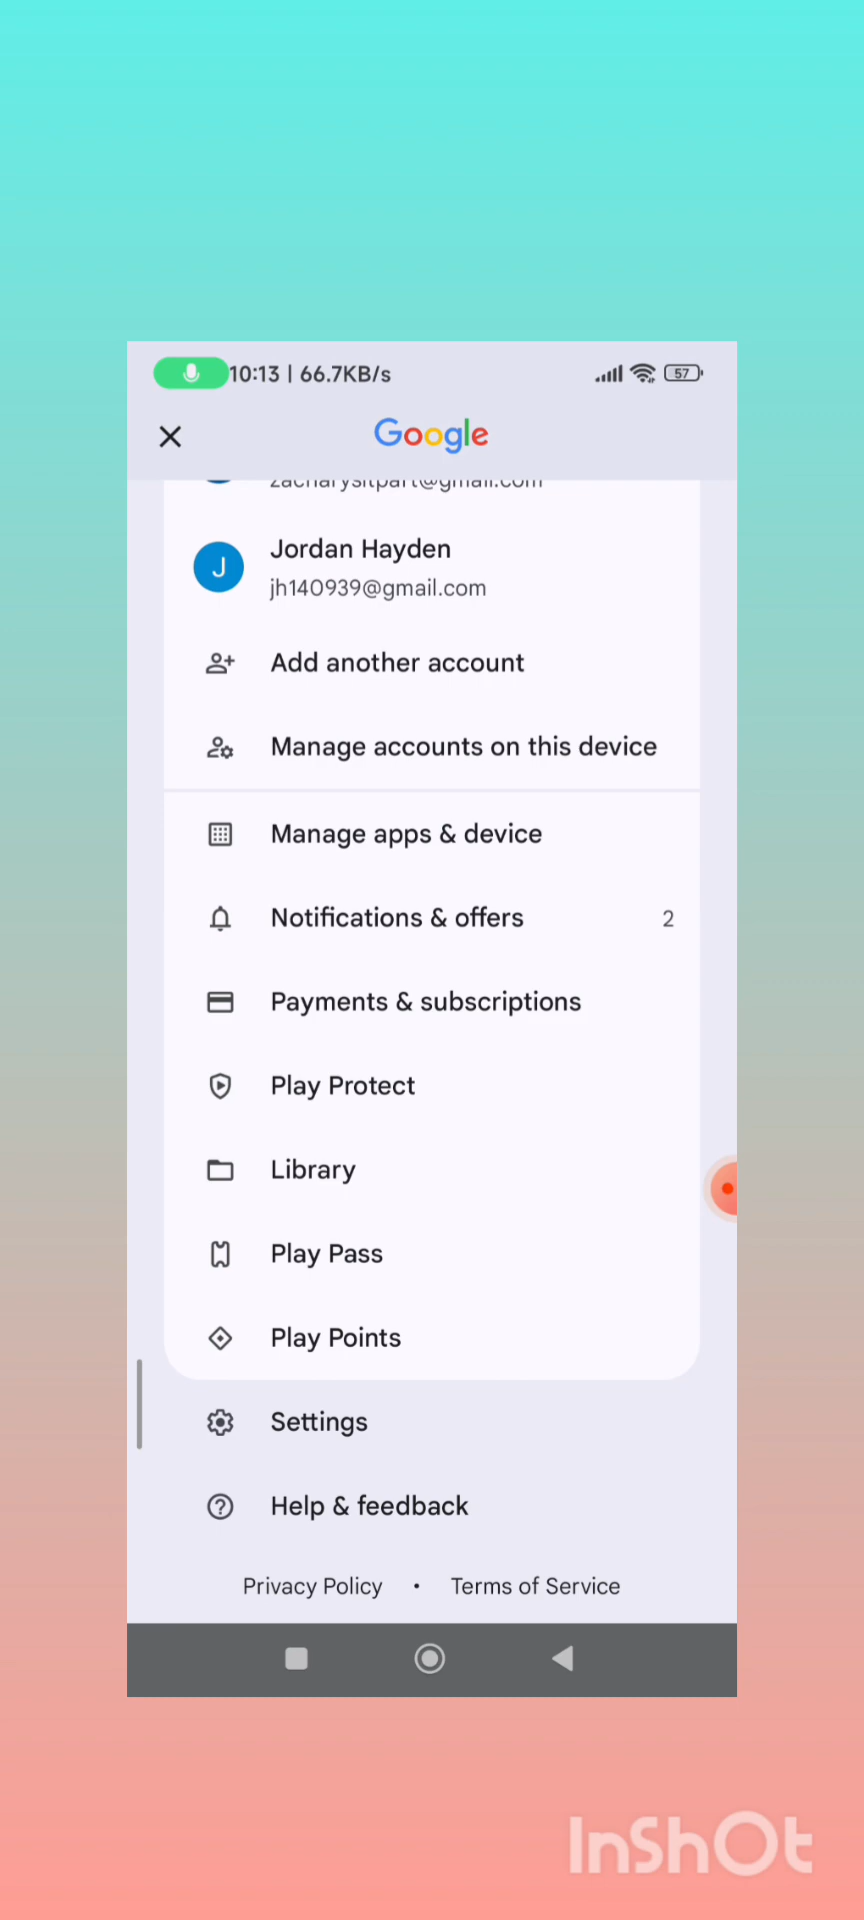 10:13 | 66.7KB/s
57
Google
zacharysitpart@gmail.com
J
Jordan Hayden
jh140939@gmail.com
Add another account
Manage accounts on this device
Manage apps & device
Notifications & offers 2
Payments & subscriptions
Play Protect
Library
Play Pass
Play Points
Settings
Help & feedback
Privacy Policy • Terms of Service
InShOt